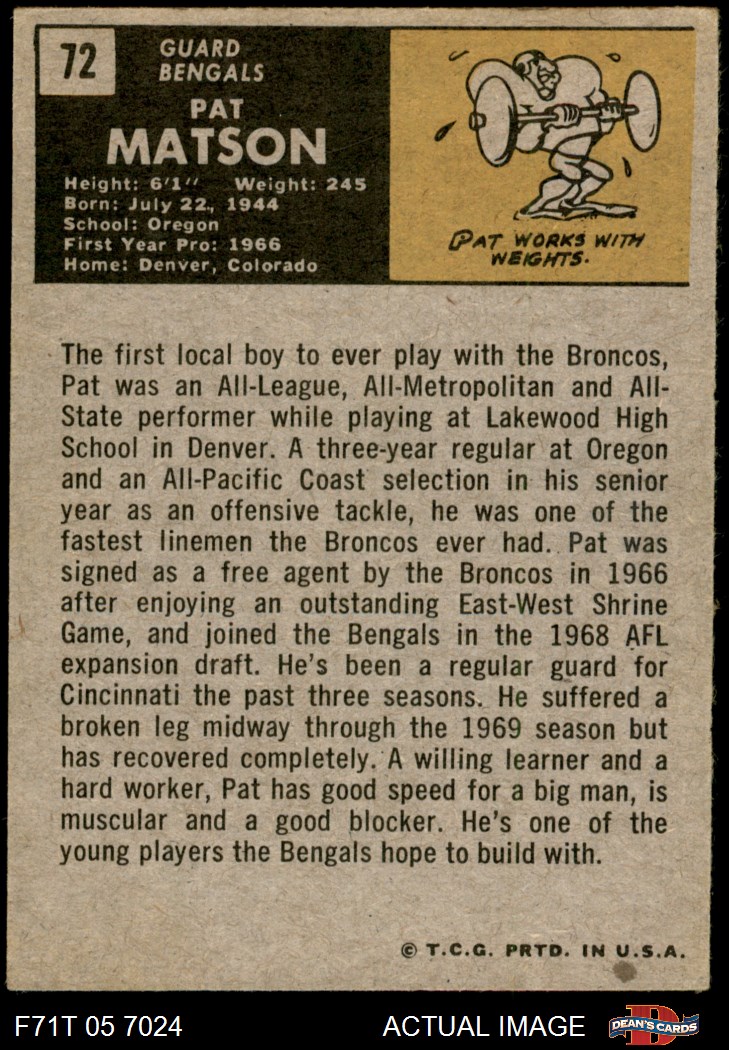 72
GUARD
BENGALS
PAT
MATSON
Height: 6'1" Weight: 245
Born: July 22, 1944
School: Oregon
First Year Pro: 1966
Home: Denver, Colorado
PAT WORKS WITH
WEIGHTS.
The first local boy to ever play with the Broncos,
Pat was an All-League, All-Metropolitan and All-
State performer while playing at Lakewood High
School in Denver. A three-year regular at Oregon
and an All-Pacific Coast selection in his senior
year as an offensive tackle, he was one of the
fastest linemen the Broncos ever had. Pat was
signed as a free agent by the Broncos in 1966
after enjoying an outstanding East-West Shrine
Game, and joined the Bengals in the 1968 AFL
expansion draft. He's been a regular guard for
Cincinnati the past three seasons. He suffered a
broken leg midway through the 1969 season but
has recovered completely. A willing learner and a
hard worker, Pat has good speed for a big man, is
muscular and a good blocker. He's one of the
young players the Bengals hope to build with.
© T.C.G. PRTD. IN U.S.A.
F71T 05 7024 ACTUAL IMAGE D DEAN'S CARDS